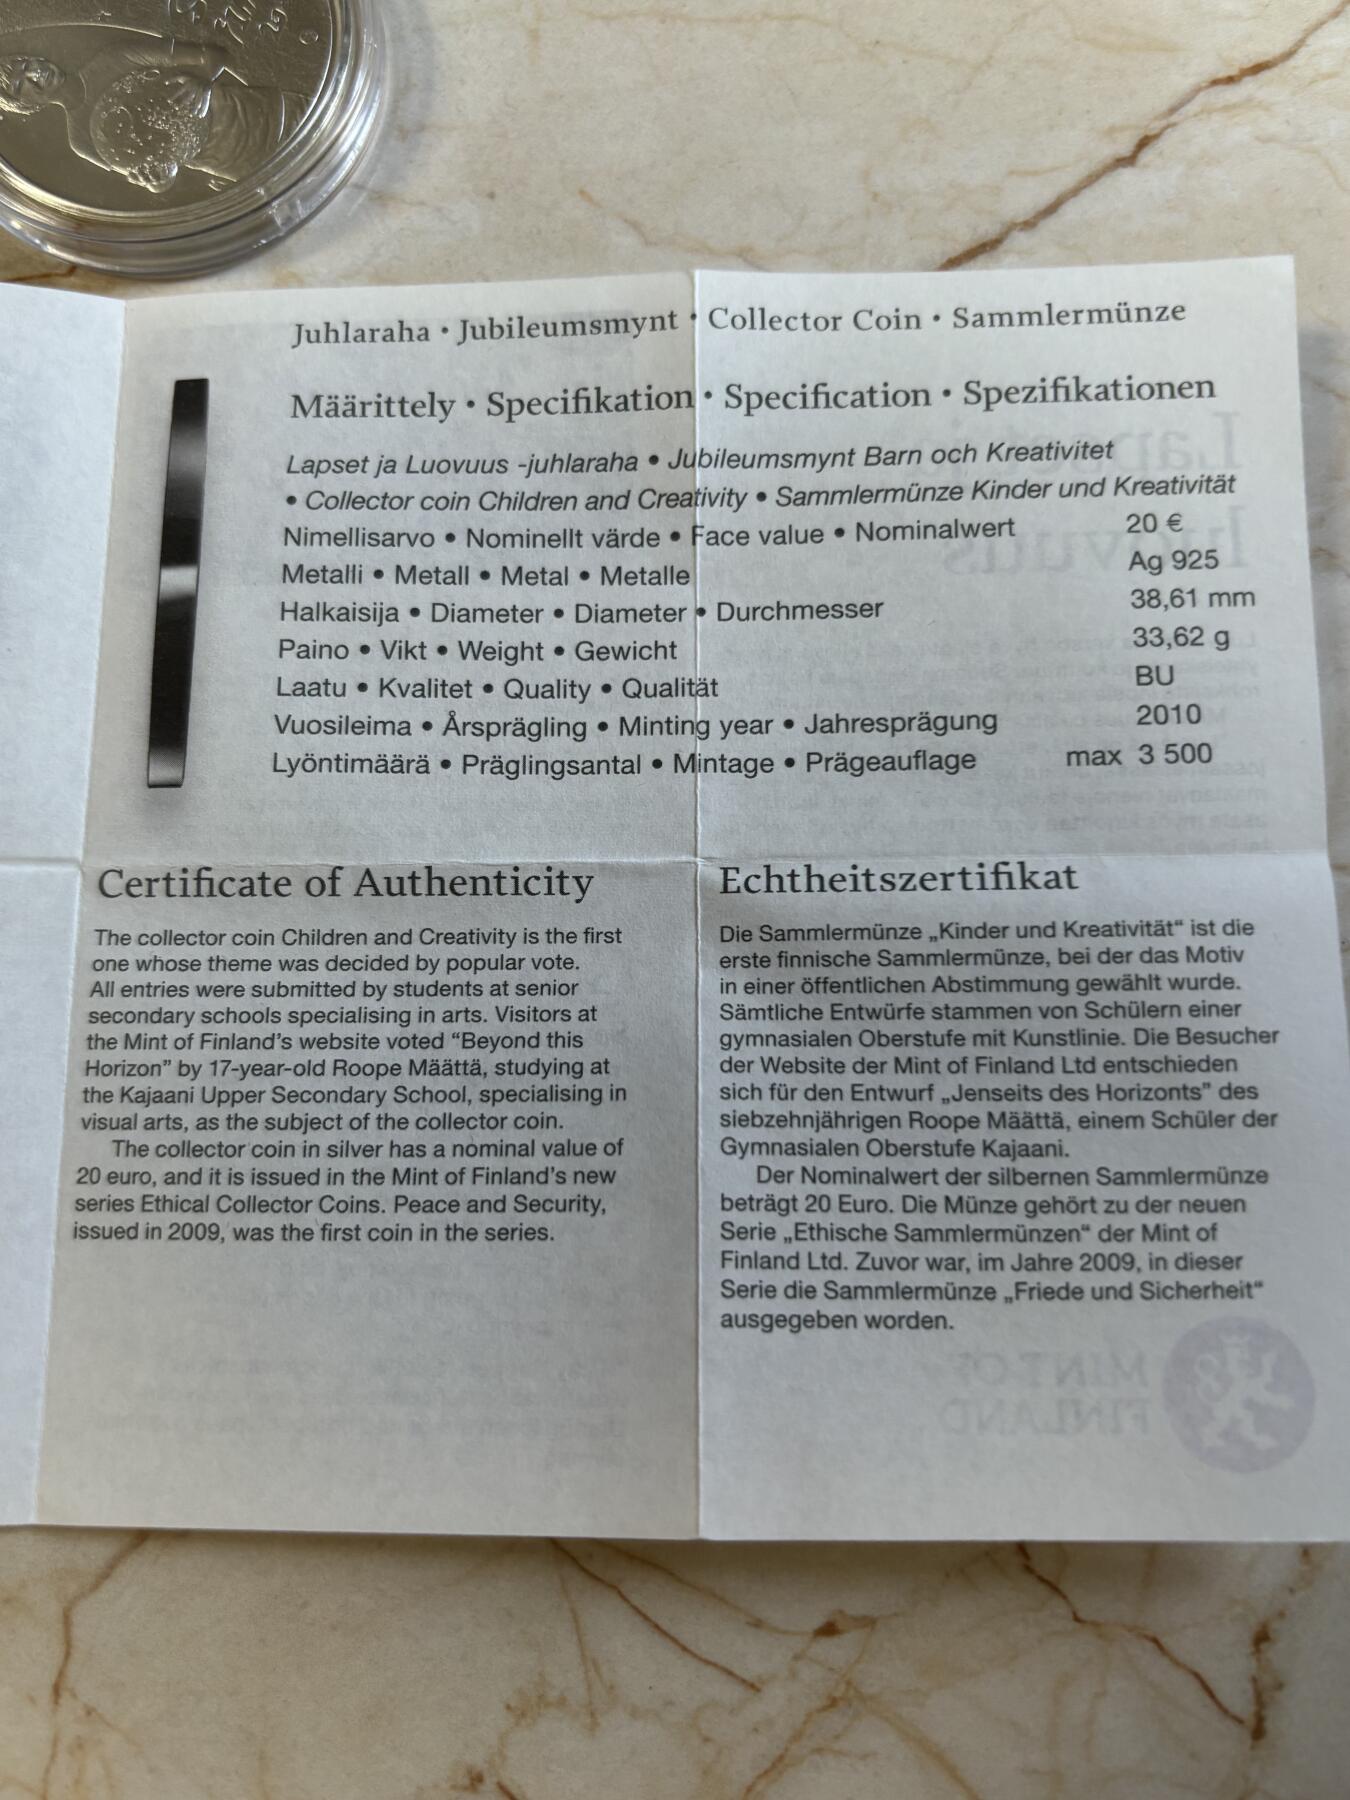 Juhlaraha • Jubileumsmynt • Collector Coin • Sammlermünze
Määrittely • Specifikation • Specification • Spezifikationen
Lapset ja Luovuus -juhlaraha • Jubileumsmynt Barn och Kreativitet
• Collector coin Children and Creativity • Sammlermünze Kinder und Kreativität
Nimellisarvo • Nominellt värde • Face value • Nominalwert 20 €
Metalli • Metall • Metal • Metalle Ag 925
Halkaisija • Diameter • Diameter • Durchmesser 38,61 mm
Paino • Vikt • Weight • Gewicht 33,62 g
Laatu • Kvalitet • Quality • Qualität BU
Vuosileima • Årsprägling • Minting year • Jahresprägung 2010
Lyöntimäärä • Präglingsantal • Mintage • Prägeauflage max 3 500
Certificate of Authenticity
The collector coin Children and Creativity is the first
one whose theme was decided by popular vote.
All entries were submitted by students at senior
secondary schools specialising in arts. Visitors at
the Mint of Finland's website voted “Beyond this
Horizon” by 17-year-old Roope Määttä, studying at
the Kajaani Upper Secondary School, specialising in
visual arts, as the subject of the collector coin.
The collector coin in silver has a nominal value of
20 euro, and it is issued in the Mint of Finland's new
series Ethical Collector Coins. Peace and Security,
issued in 2009, was the first coin in the series.
Echtheitszertifikat
Die Sammlermünze „Kinder und Kreativität“ ist die
erste finnische Sammlermünze, bei der das Motiv
in einer öffentlichen Abstimmung gewählt wurde.
Sämtliche Entwürfe stammen von Schülern einer
gymnasialen Oberstufe mit Kunstlinie. Die Besucher
der Website der Mint of Finland Ltd entschieden
sich für den Entwurf „Jenseits des Horizonts” des
siebzehnjährigen Roope Määttä, einem Schüler der
Gymnasialen Oberstufe Kajaani.
Der Nominalwert der silbernen Sammlermünze
beträgt 20 Euro. Die Münze gehört zu der neuen
Serie „Ethische Sammlermünzen“ der Mint of
Finland Ltd. Zuvor war, im Jahre 2009, in dieser
Serie die Sammlermünze „Friede und Sicherheit“
ausgegeben worden.
MINT OF
FINLAND